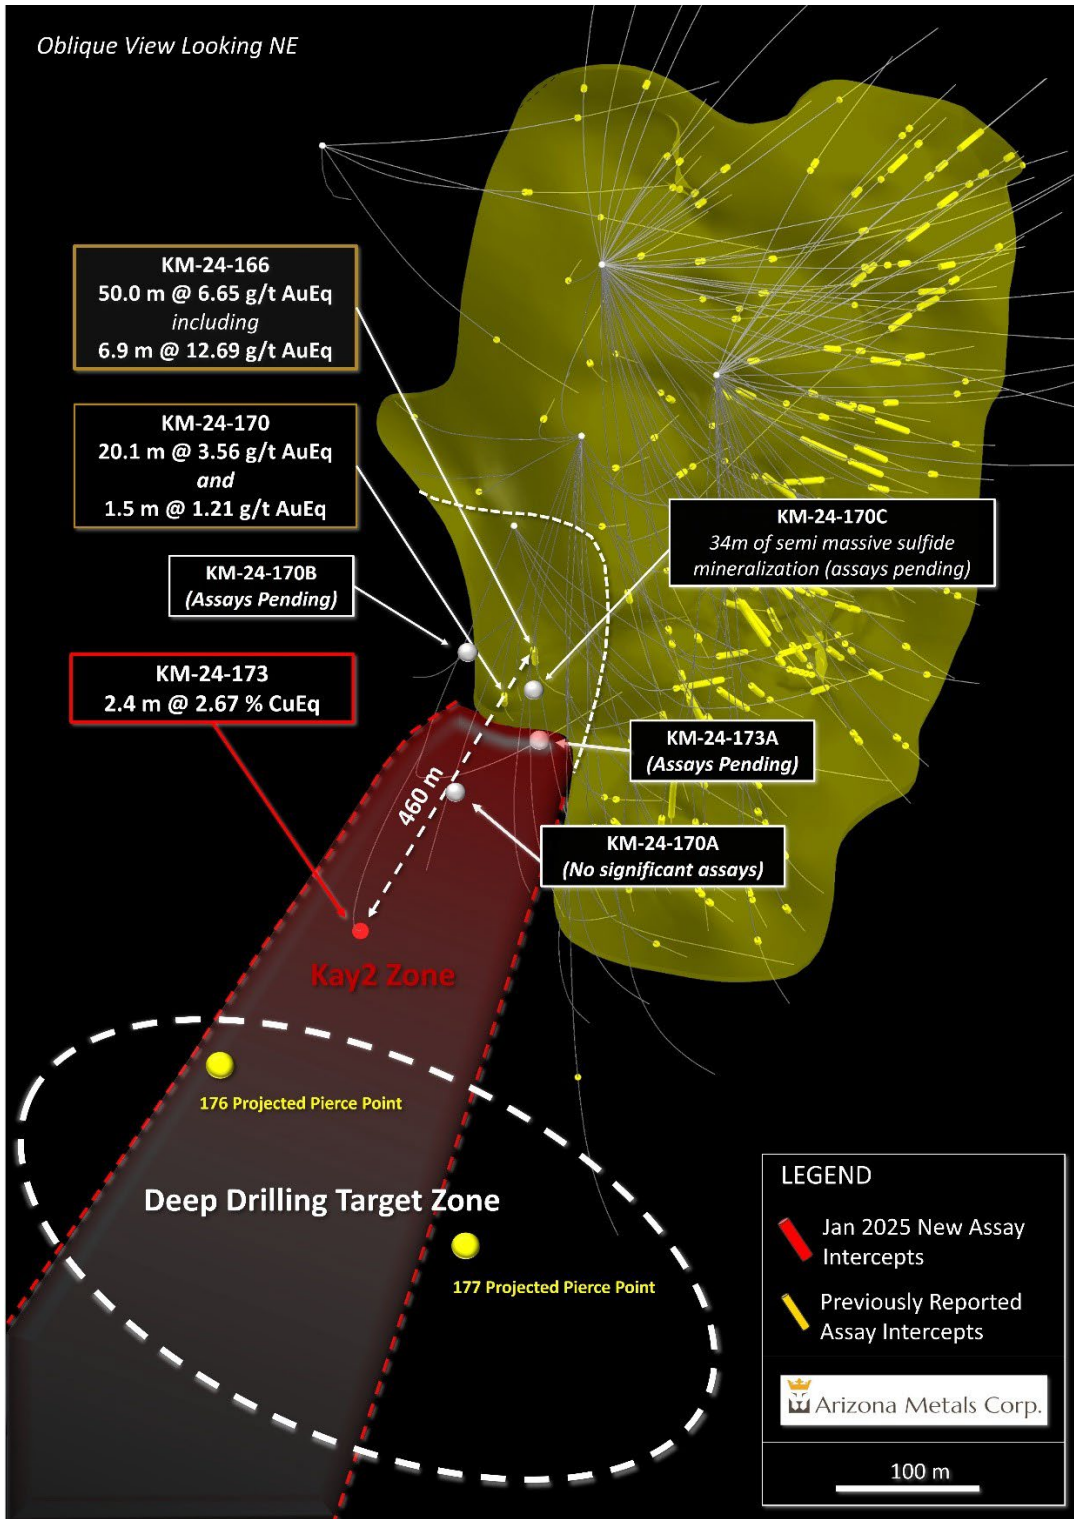 Oblique View Looking NE
KM-24-166
50.0 m @ 6.65 g/t AuEq
including
6.9 m @ 12.69 g/t AuEq
KM-24-170
20.1 m @ 3.56 g/t AuEq
and
1.5 m @ 1.21 g/t AuEq
KM-24-170C
34m of semi massive sulfide
mineralization (assays pending)
KM-24-170B
(Assays Pending)
KM-24-173
2.4 m @ 2.67 % CuEq
KM-24-173A
(Assays Pending)
460 m
KM-24-170A
(No significant assays)
Kay2 Zone
176 Projected Pierce Point
Deep Drilling Target Zone
177 Projected Pierce Point
LEGEND
Jan 2025 New Assay
Intercepts
Previously Reported
Assay Intercepts
Arizona Metals Corp.
100 m